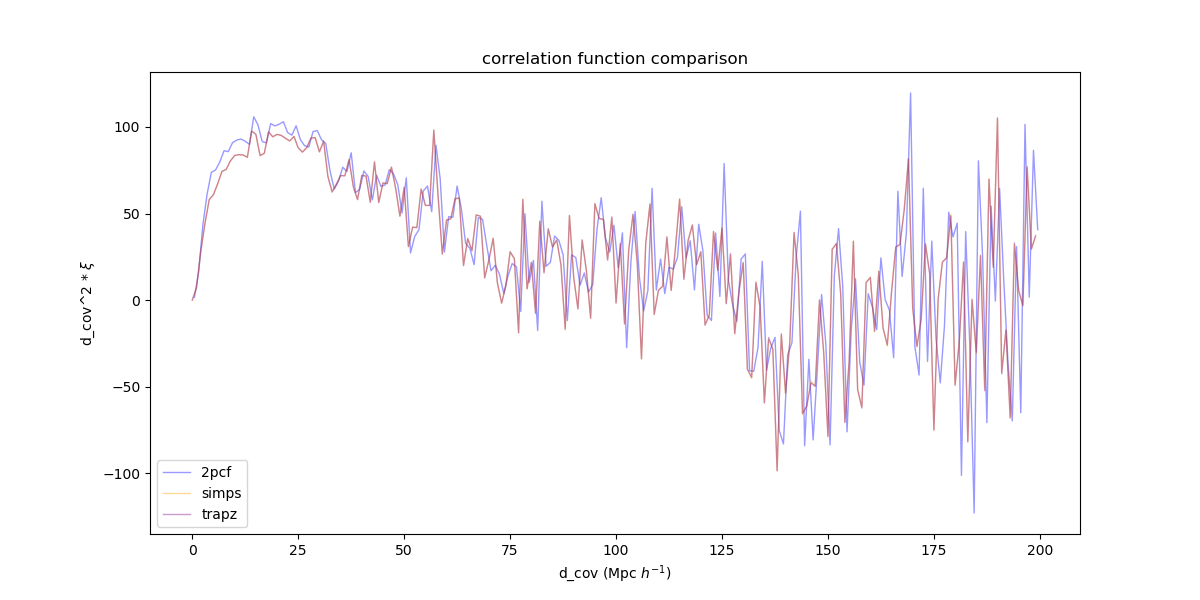 correlation function comparison
d_cov^2 * ξ
100
50
0
−50
−100
2pcf
simps
trapz
0 25 50 75 100 125 150 175 200
d_cov (Mpc h⁻¹)